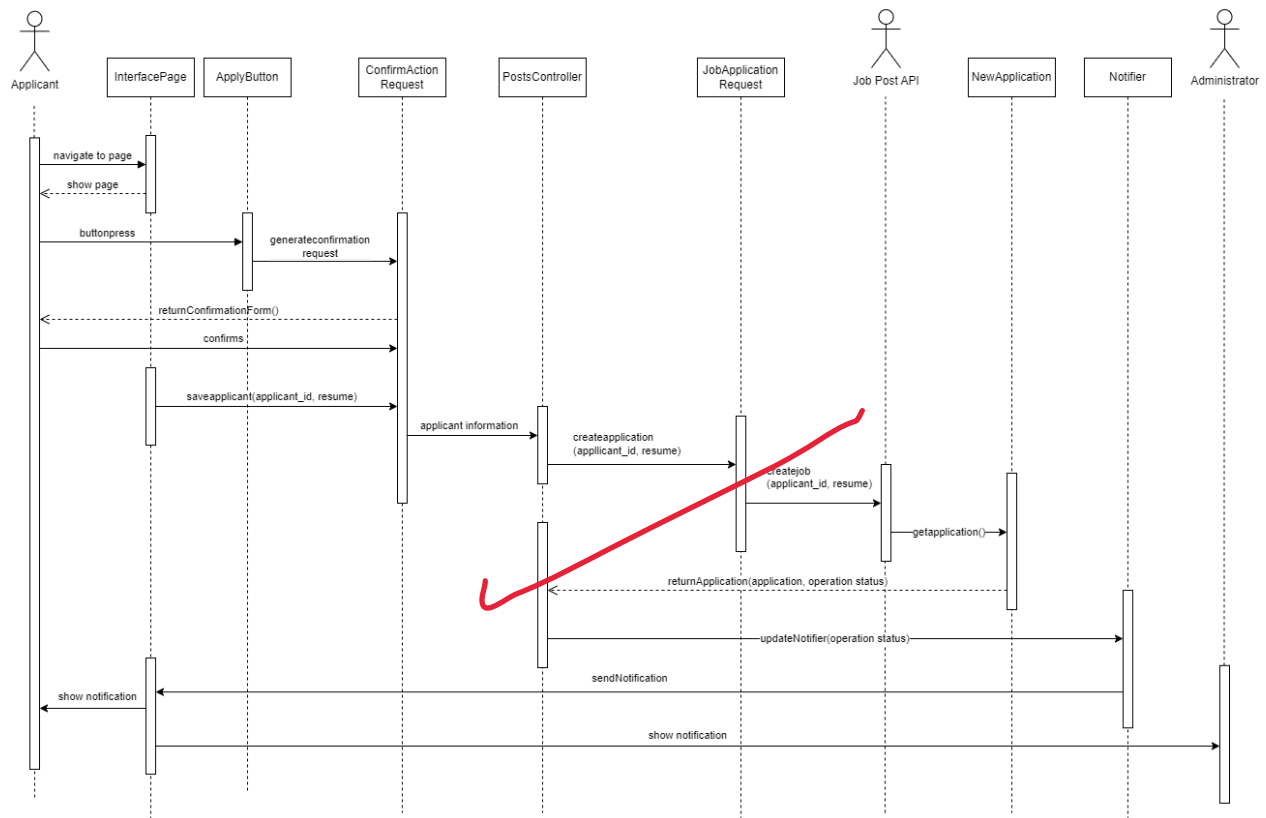 Applicant
InterfacePage
ApplyButton
ConfirmAction
Request
PostsController
JobApplication
Request
Job Post API
NewApplication
Notifier
Administrator
navigate to page
show page
buttonpress
generateconfirmation
request
returnConfirmationForm()
confirms
saveapplicant(applicant_id, resume)
applicant information
createapplication
(appllicant_id, resume)
createjob
(applicant_id, resume)
getapplication()
returnApplication(application, operation status)
updateNotifier(operation status)
sendNotification
show notification
show notification